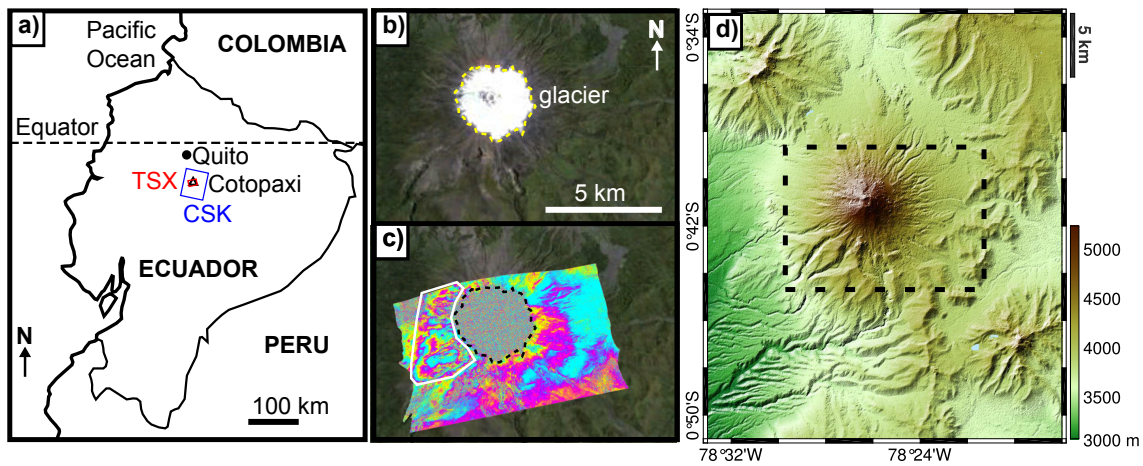 a)
Pacific
Ocean
COLOMBIA
Equator
Quito
TSX
Cotopaxi
CSK
ECUADOR
N
PERU
100 km
b)
N
glacier
5 km
c)
d)
0°34'
5 km
0°42'S
0°50'S
78°32'W
78°24'W
5000
4500
4000
3500
3000 m